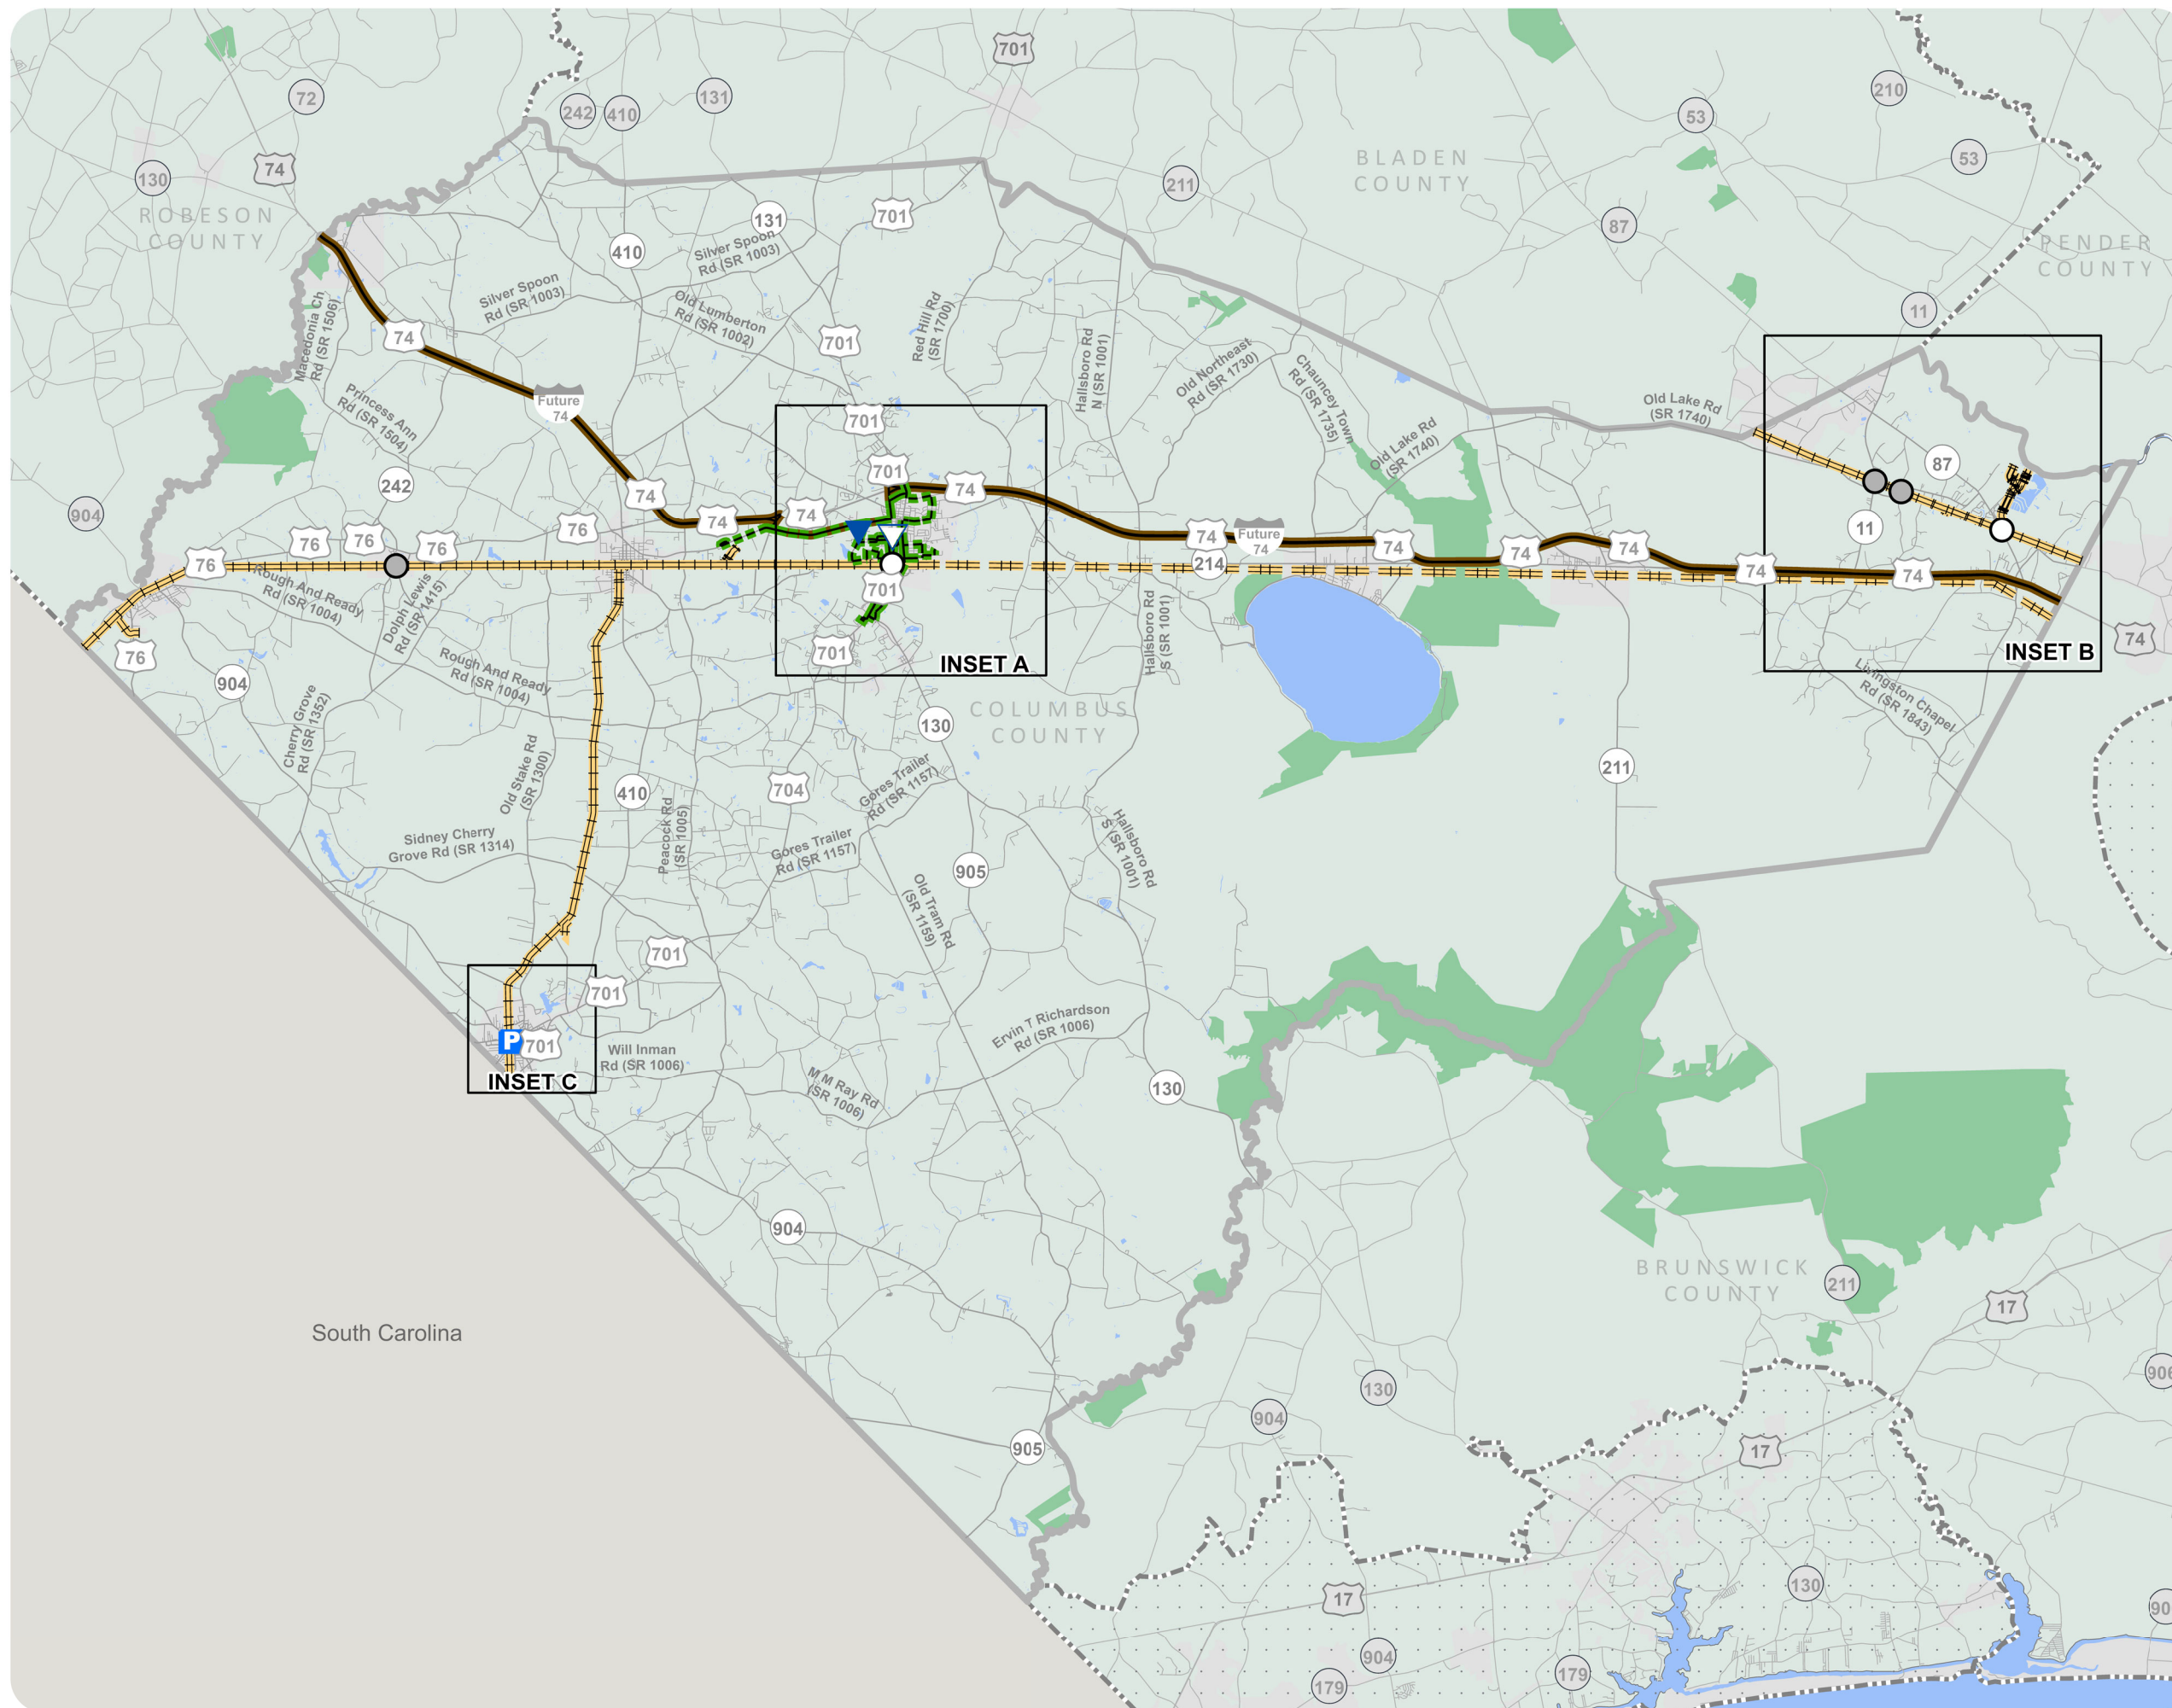 701
72
242
410
131
210
53
53
BLADEN
COUNTY
130
74
211
ROBESON
COUNTY
131
701
87
PENDER
COUNTY
410
Silver Spoon
Rd (SR 1003)
Silver Spoon
Rd (SR 1003)
11
Macedonia Ch
Rd (SR 1506)
74
Old Lumberton
Rd (SR 1002)
701
Red Hill Rd
(SR 1700)
Hallsboro Rd
N (SR 1001)
Old Northeast
Rd (SR 1730)
Chauncey Town
Rd (SR 1735)
Old Lake Rd
(SR 1740)
Future
74
Princess Ann
Rd (SR 1504)
701
Old Lake Rd
(SR 1740)
87
242
701
74
74
904
74
74
76
11
76
76
76
74
Future
74
74
74
74
76
214
74
74
Rough And Ready
Rd (SR 1004)
Dolph Lewis
Rd (SR 1415)
701
Hallsboro Rd
S (SR 1001)
74
76
701
INSET A
INSET B
904
Rough And Ready
Rd (SR 1004)
Livingston Chapel
Rd (SR 1843)
Cherry Grove
Rd (SR 1352)
130
COLUMBUS
COUNTY
Old Stake Rd
(SR 1300)
410
704
Gores Trailer
Rd (SR 1157)
211
Peacock Rd
(SR 1005)
Sidney Cherry
Grove Rd (SR 1314)
Gores Trailer
Rd (SR 1157)
Hallsboro Rd
S (SR 1001)
905
Old Tram Rd
(SR 1159)
701
701
P
701
Will Inman
Rd (SR 1006)
Ervin T Richardson
Rd (SR 1006)
INSET C
M M Ray Rd
(SR 1006)
130
904
BRUNSWICK
COUNTY
211
17
South Carolina
906
130
904
905
17
17
130
904
179
179